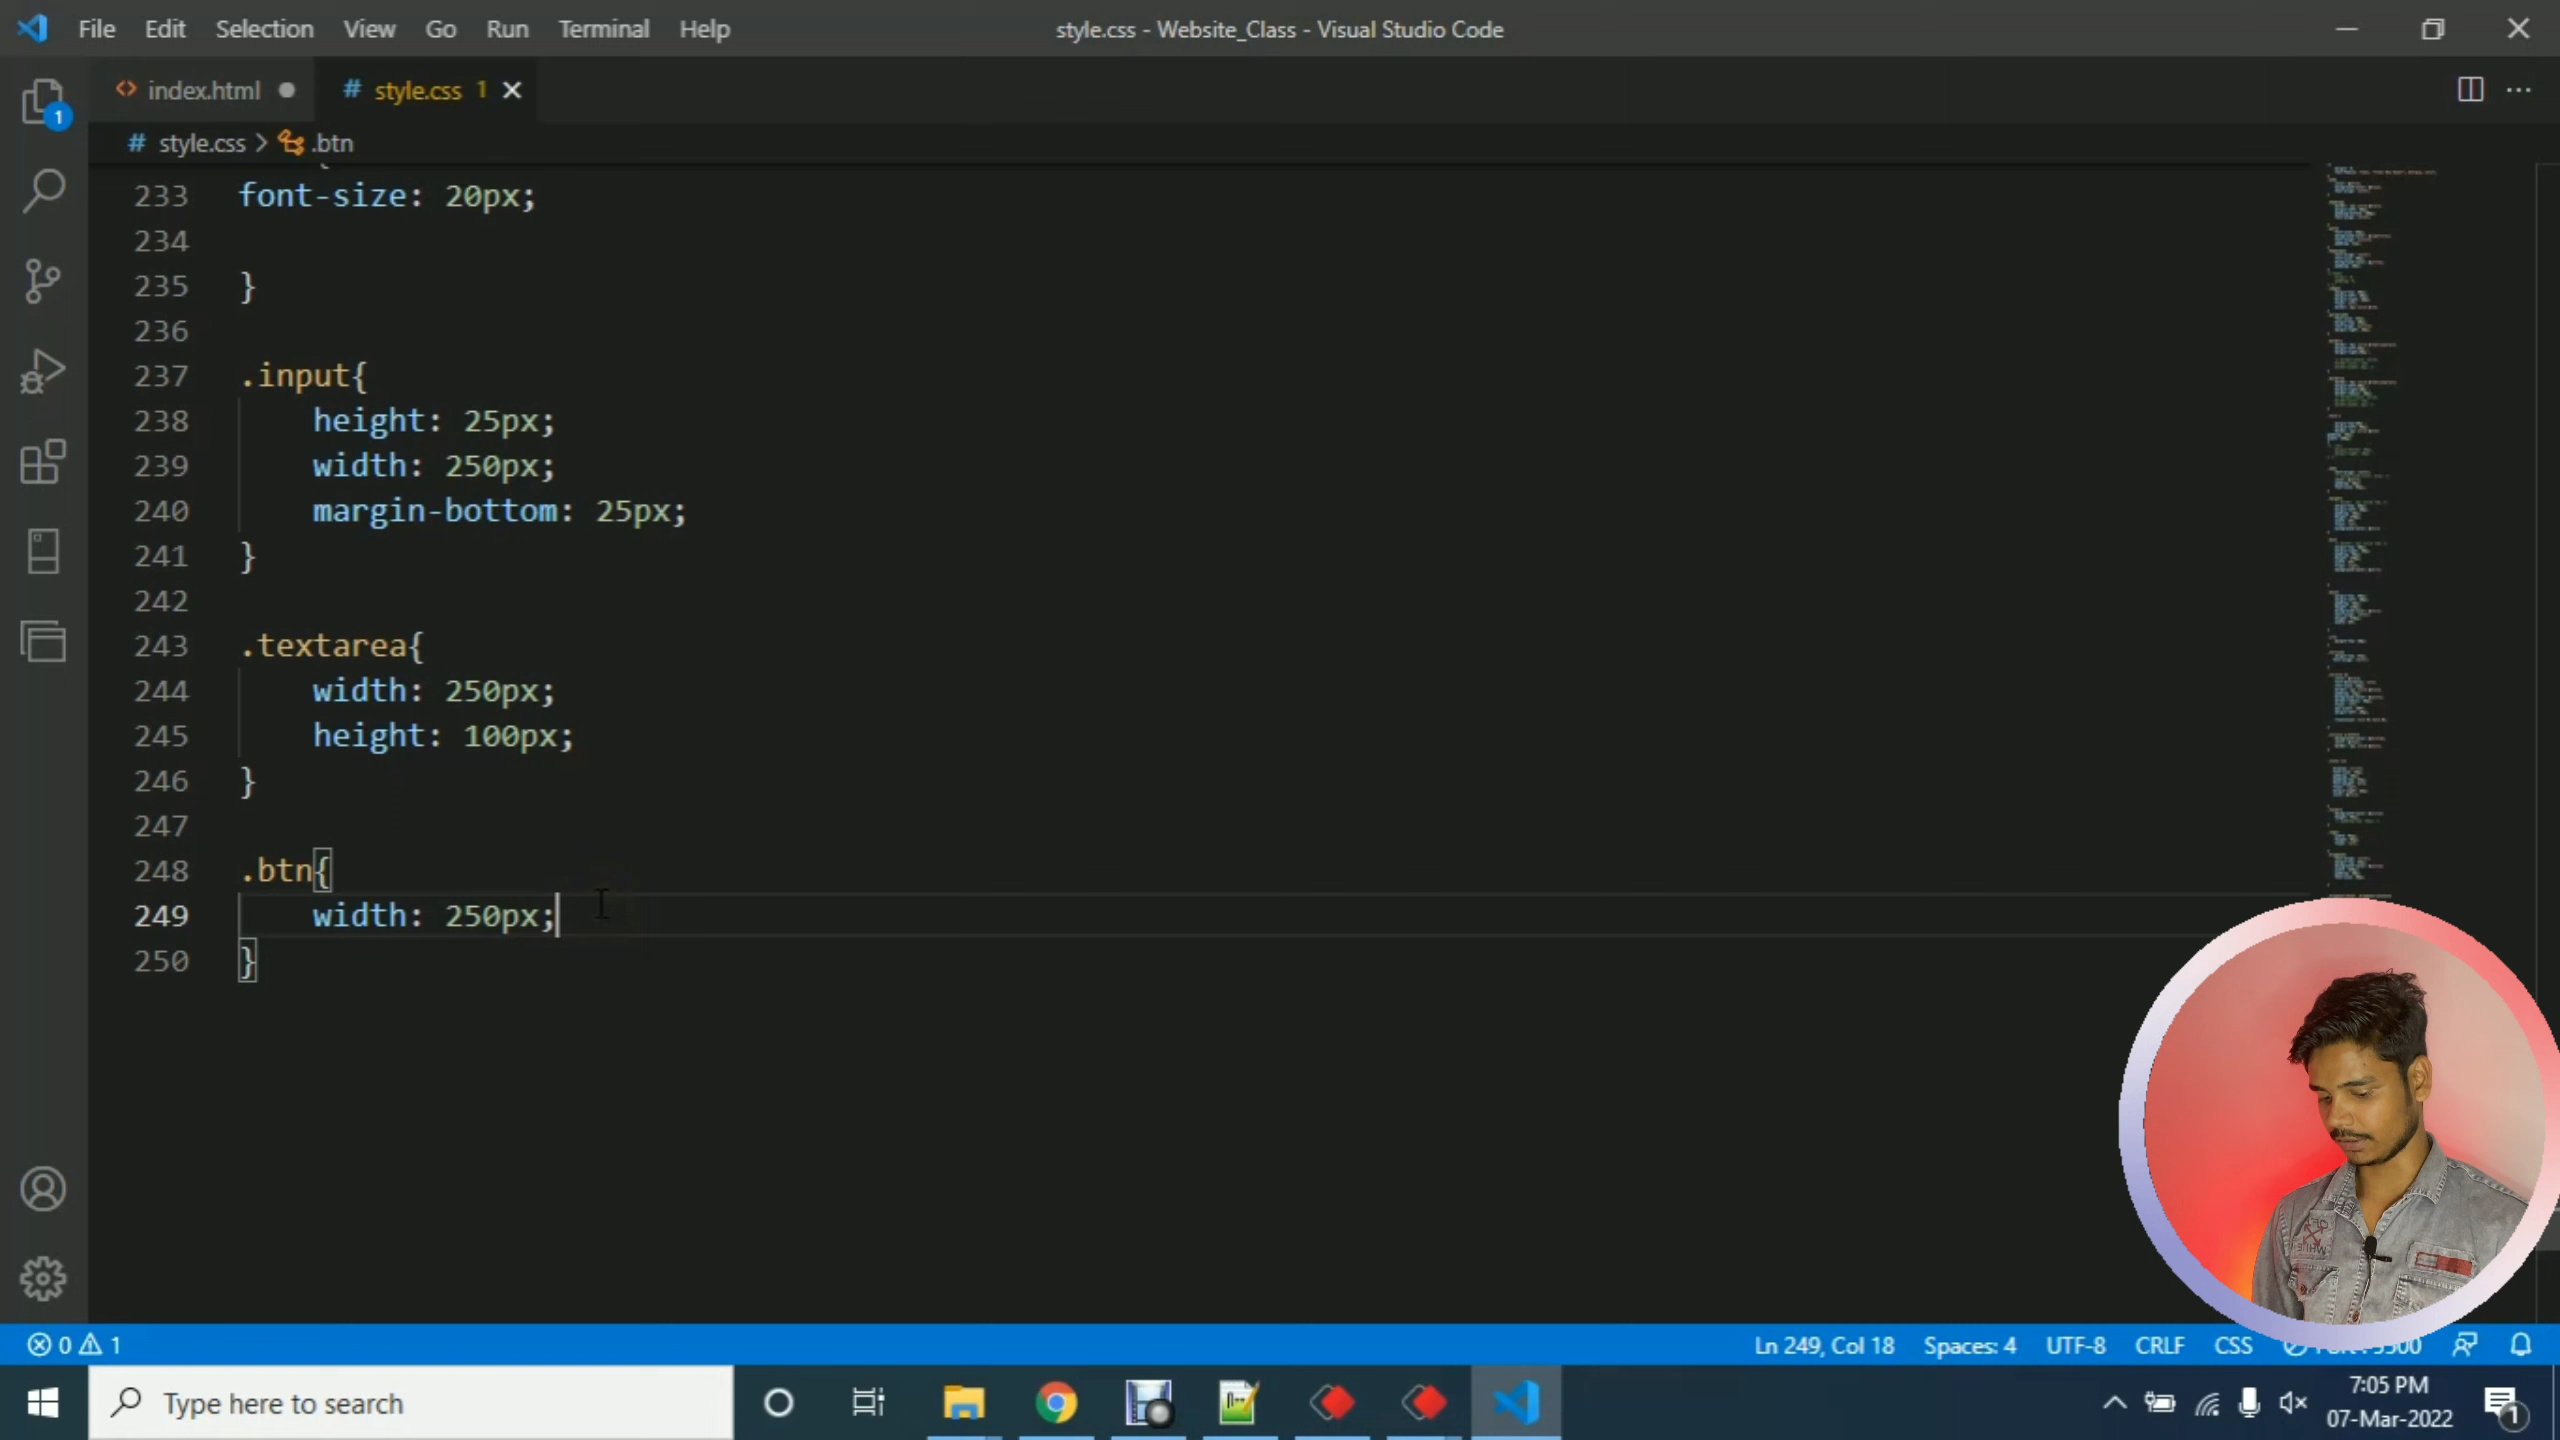 File Edit Selection View Go Run Terminal Help
style.css - Website_Class - Visual Studio Code
index.html
style.css 1
style.css > .btn
1
233 font-size: 20px;
234
235 }
236
237 .input{
238 height: 25px;
239 width: 250px;
240 margin-bottom: 25px;
241 }
242
243 .textarea{
244 width: 250px;
245 height: 100px;
246 }
247
248 .btn{
249 width: 250px;
250 }
0 1
Ln 249, Col 18 Spaces: 4 UTF-8 CRLF CSS
Type here to search
7:05 PM
07-Mar-2022
1